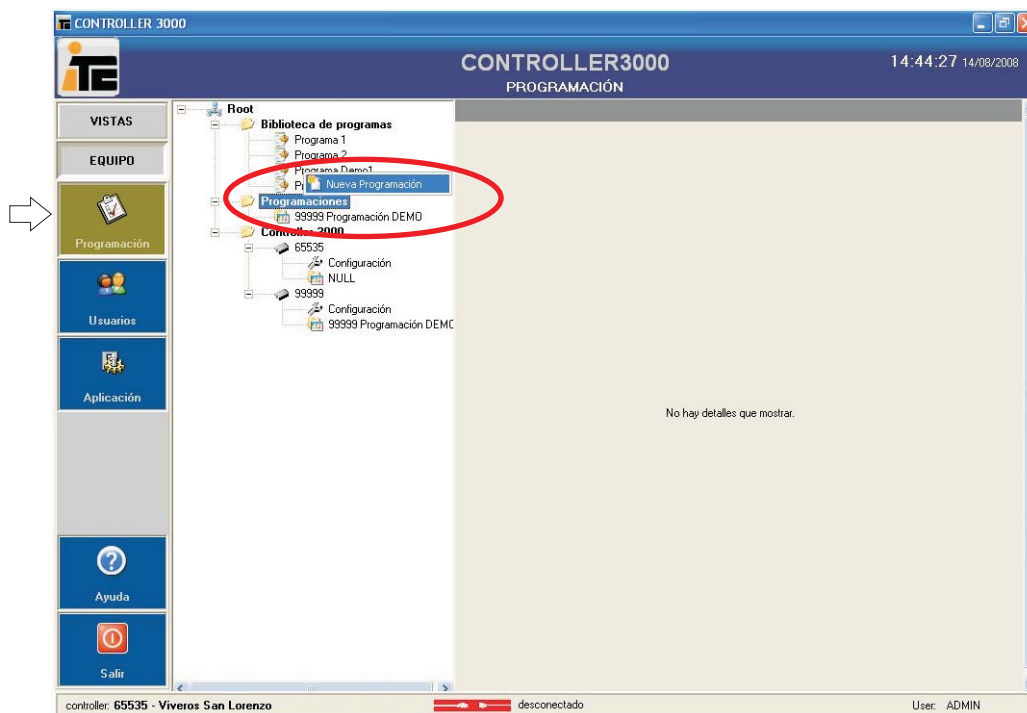 CONTROLLER 3000
iTC
CONTROLLER3000
PROGRAMACIÓN
14:44:27 14/08/2008
VISTAS
EQUIPO
Programación
Usuarios
Aplicación
Ayuda
Salir
Root
Biblioteca de programas
Programa 1
Programa 2
Programa Demo1
Nueva Programación
Programaciones
99999 Programación DEMO
Controller 3000
65535
Configuración
NULL
99999
Configuración
99999 Programación DEMO
No hay detalles que mostrar.
controller: 65535 - Viveros San Lorenzo
desconectado
User: ADMIN